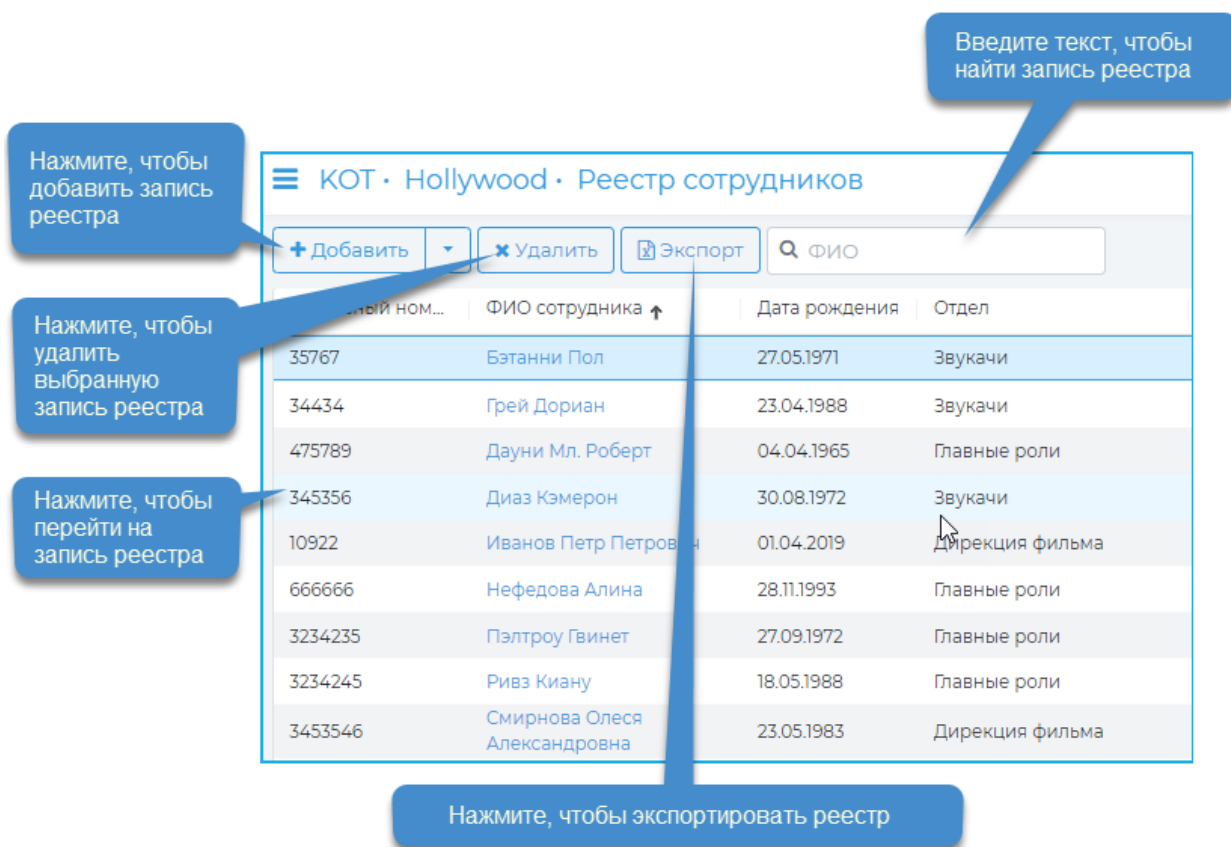 Введите текст, чтобы
найти запись реестра
Нажмите, чтобы
добавить запись
реестра
КОТ · Hollywood · Реестр сотрудников
Добавить
Удалить
Экспорт
ФИО
ном...
ФИО сотрудника
Дата рождения
Отдел
Нажмите, чтобы
удалить
выбранную
запись реестра
35767 Бэтанни Пол 27.05.1971 Звукачи
34434 Грей Дориан 23.04.1988 Звукачи
475789 Дауни Мл. Роберт 04.04.1965 Главные роли
Нажмите, чтобы
перейти на
запись реестра
345356 Диаз Кэмерон 30.08.1972 Звукачи
10922 Иванов Петр Петрович 01.04.2019 Дирекция фильма
666666 Нефедова Алина 28.11.1993 Главные роли
3234235 Пэлтроу Гвинет 27.09.1972 Главные роли
3234245 Ривз Киану 18.05.1988 Главные роли
3453546 Смирнова Олеся 23.05.1983 Дирекция фильма
Александровна
Нажмите, чтобы экспортировать реестр